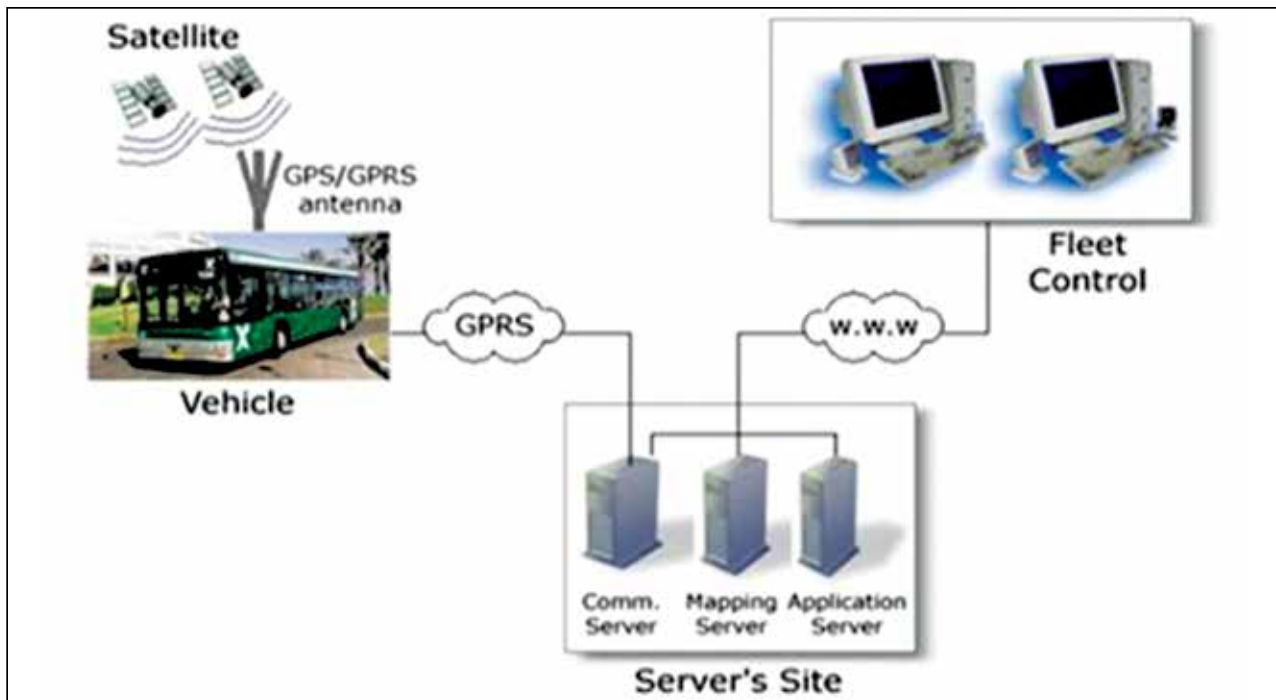 Satellite
GPS/GPRS
antenna
Vehicle
GPRS
w.w.w
Fleet
Control
Comm.
Server
Mapping
Server
Application
Server
Server's Site